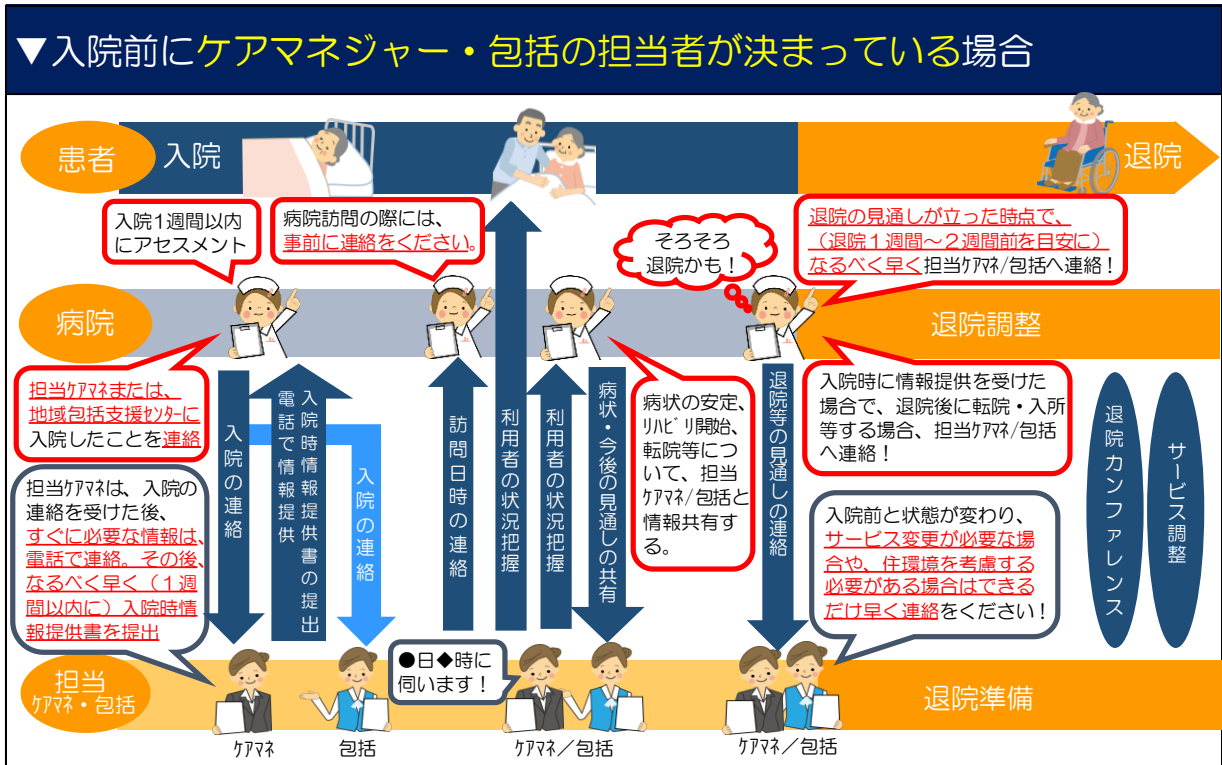 ▼入院前にケアマネジャー・包括の担当者が決まっている場合
患者
入院
退院
入院1週間以内
にアセスメント
病院訪問の際には、
事前に連絡をください。
そろそろ
退院かも！
退院の見通しが立った時点で、
（退院１週間～２週間前を目安に）
なるべく早く担当ｹｱﾏﾈ/包括へ連絡！
病院
退院調整
担当ｹｱﾏﾈまたは、
地域包括支援ｾﾝﾀｰに
入院したことを連絡
入院の連絡
入院時情報提供書の提出
電話で情報提供
入院の連絡
訪問日時の連絡
利用者の状況把握
利用者の状況把握
病状・今後の見通しの共有
病状の安定、
ﾘﾊﾋﾞﾘ開始、
転院等につ
いて、担当
ｹｱﾏﾈ/包括と
情報共有す
る。
退院等の見通しの連絡
入院時に情報提供を受けた
場合で、退院後に転院・入所
等する場合、担当ｹｱﾏﾈ/包括
へ連絡！
退院カンファレンス
サービス調整
担当ｹｱﾏﾈは、入院の
連絡を受けた後、
すぐに必要な情報は、
電話で連絡。その後、
なるべく早く（１週
間以内に）入院時情
報提供書を提出
入院前と状態が変わり、
サービス変更が必要な場
合や、住環境を考慮する
必要がある場合はできる
だけ早く連絡をください！
●日◆時に
伺います！
担当
ｹｱﾏﾈ・包括
退院準備
ｹｱﾏﾈ
包括
ｹｱﾏﾈ／包括
ｹｱﾏﾈ／包括